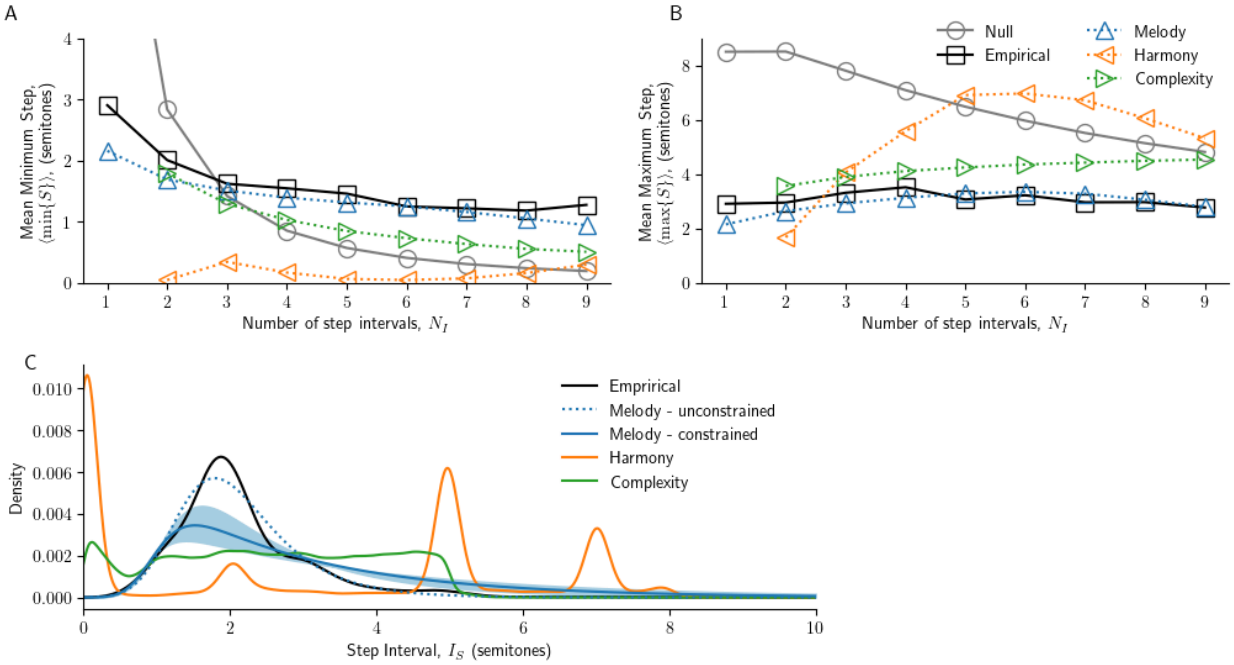 A
Mean Minimum Step,
⟨min{S}⟩, (semitones)
4
3
2
1
0
1 2 3 4 5 6 7 8 9
Number of step intervals, N_I
B
Mean Maximum Step,
⟨max{S}⟩, (semitones)
8
6
4
2
0
1 2 3 4 5 6 7 8 9
Number of step intervals, N_I
Null
Empirical
Melody
Harmony
Complexity
C
Density
0.010
0.008
0.006
0.004
0.002
0.000
0 2 4 6 8 10
Step Interval, I_S (semitones)
Emprirical
Melody - unconstrained
Melody - constrained
Harmony
Complexity